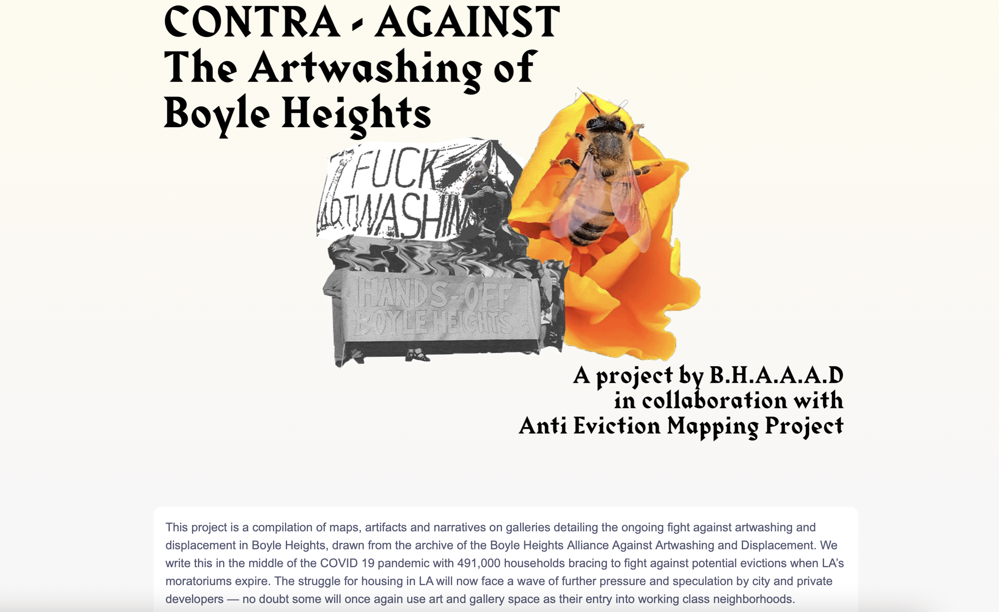 CONTRA - AGAINST
The Artwashing of
Boyle Heights
FUCK
ARTWASHIN
HANDS-OFF!
BOYLE HEIGHTS
A project by B.H.A.A.A.D
in collaboration with
Anti Eviction Mapping Project
This project is a compilation of maps, artifacts and narratives on galleries detailing the ongoing fight against artwashing and
displacement in Boyle Heights, drawn from the archive of the Boyle Heights Alliance Against Artwashing and Displacement. We
write this in the middle of the COVID 19 pandemic with 491,000 households bracing to fight against potential evictions when LA’s
moratoriums expire. The struggle for housing in LA will now face a wave of further pressure and speculation by city and private
developers — no doubt some will once again use art and gallery space as their entry into working class neighborhoods.